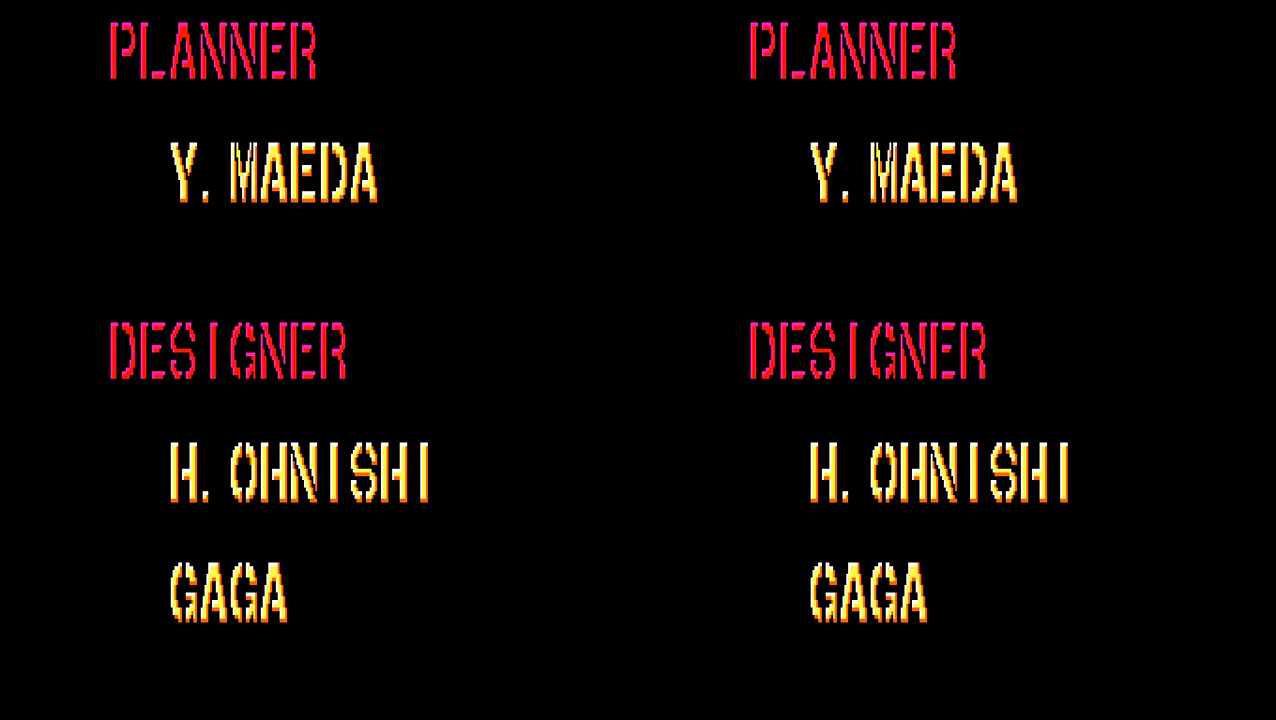 PLANNER PLANNER
Y. MAEDA Y. MAEDA
DESIGNER DESIGNER
H. OHNISHI H. OHNISHI
GAGA GAGA